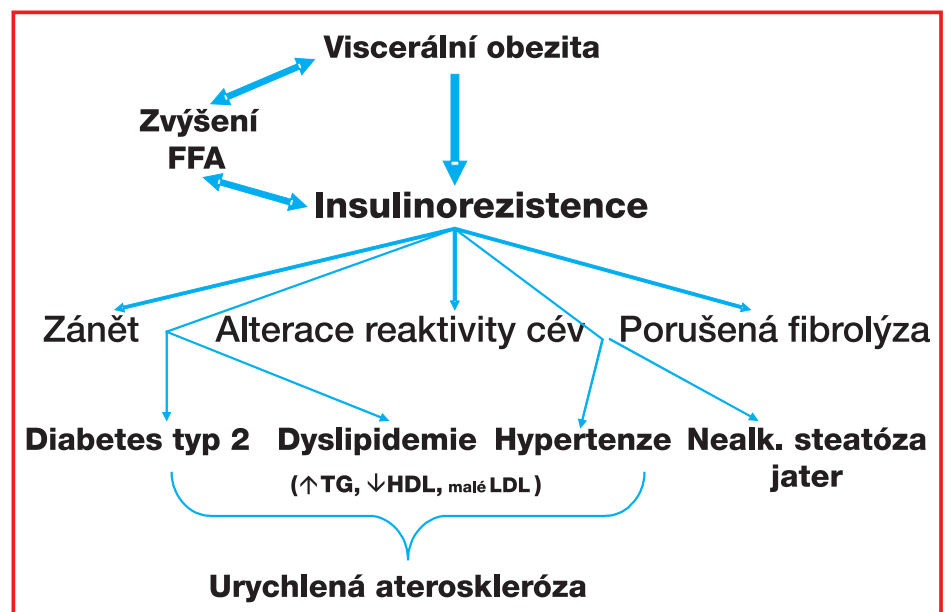 Viscerální obezita
Zvýšení
FFA
Insulinorezistence
Zánět
Alterace reaktivity cév
Porušená fibrolýza
Diabetes typ 2
Dyslipidemie
Hypertenze
Nealk. steatóza
jater
(↑TG, ↓HDL, malé LDL)
Urychlená ateroskleróza